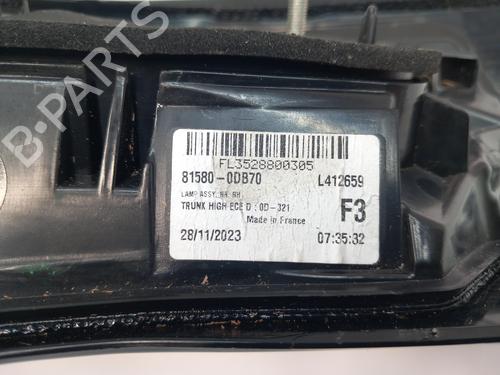 B-PARTS
FL3528800305
81580-0DB70 L412659
LAMP ASSY, RR, RH
TRUNK HIGH ECE D : 0D-321 F3
Made in France
28/11/2023 07:35:32